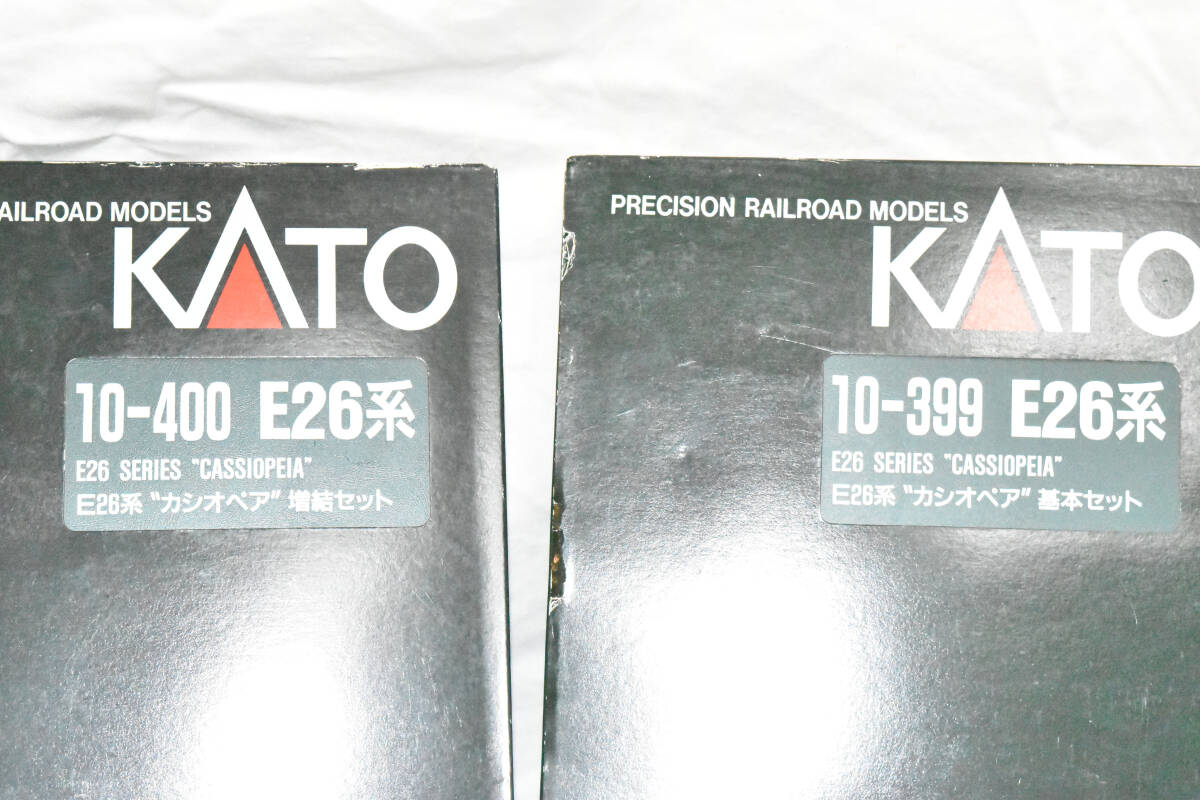 AILROAD MODELS
KATO
10-400 E26系
E26 SERIES "CASSIOPEIA"
E26系 "カシオペア" 増結セット
PRECISION RAILROAD MODELS
KATO
10-399 E26系
E26 SERIES "CASSIOPEIA"
E26系 "カシオペア" 基本セット